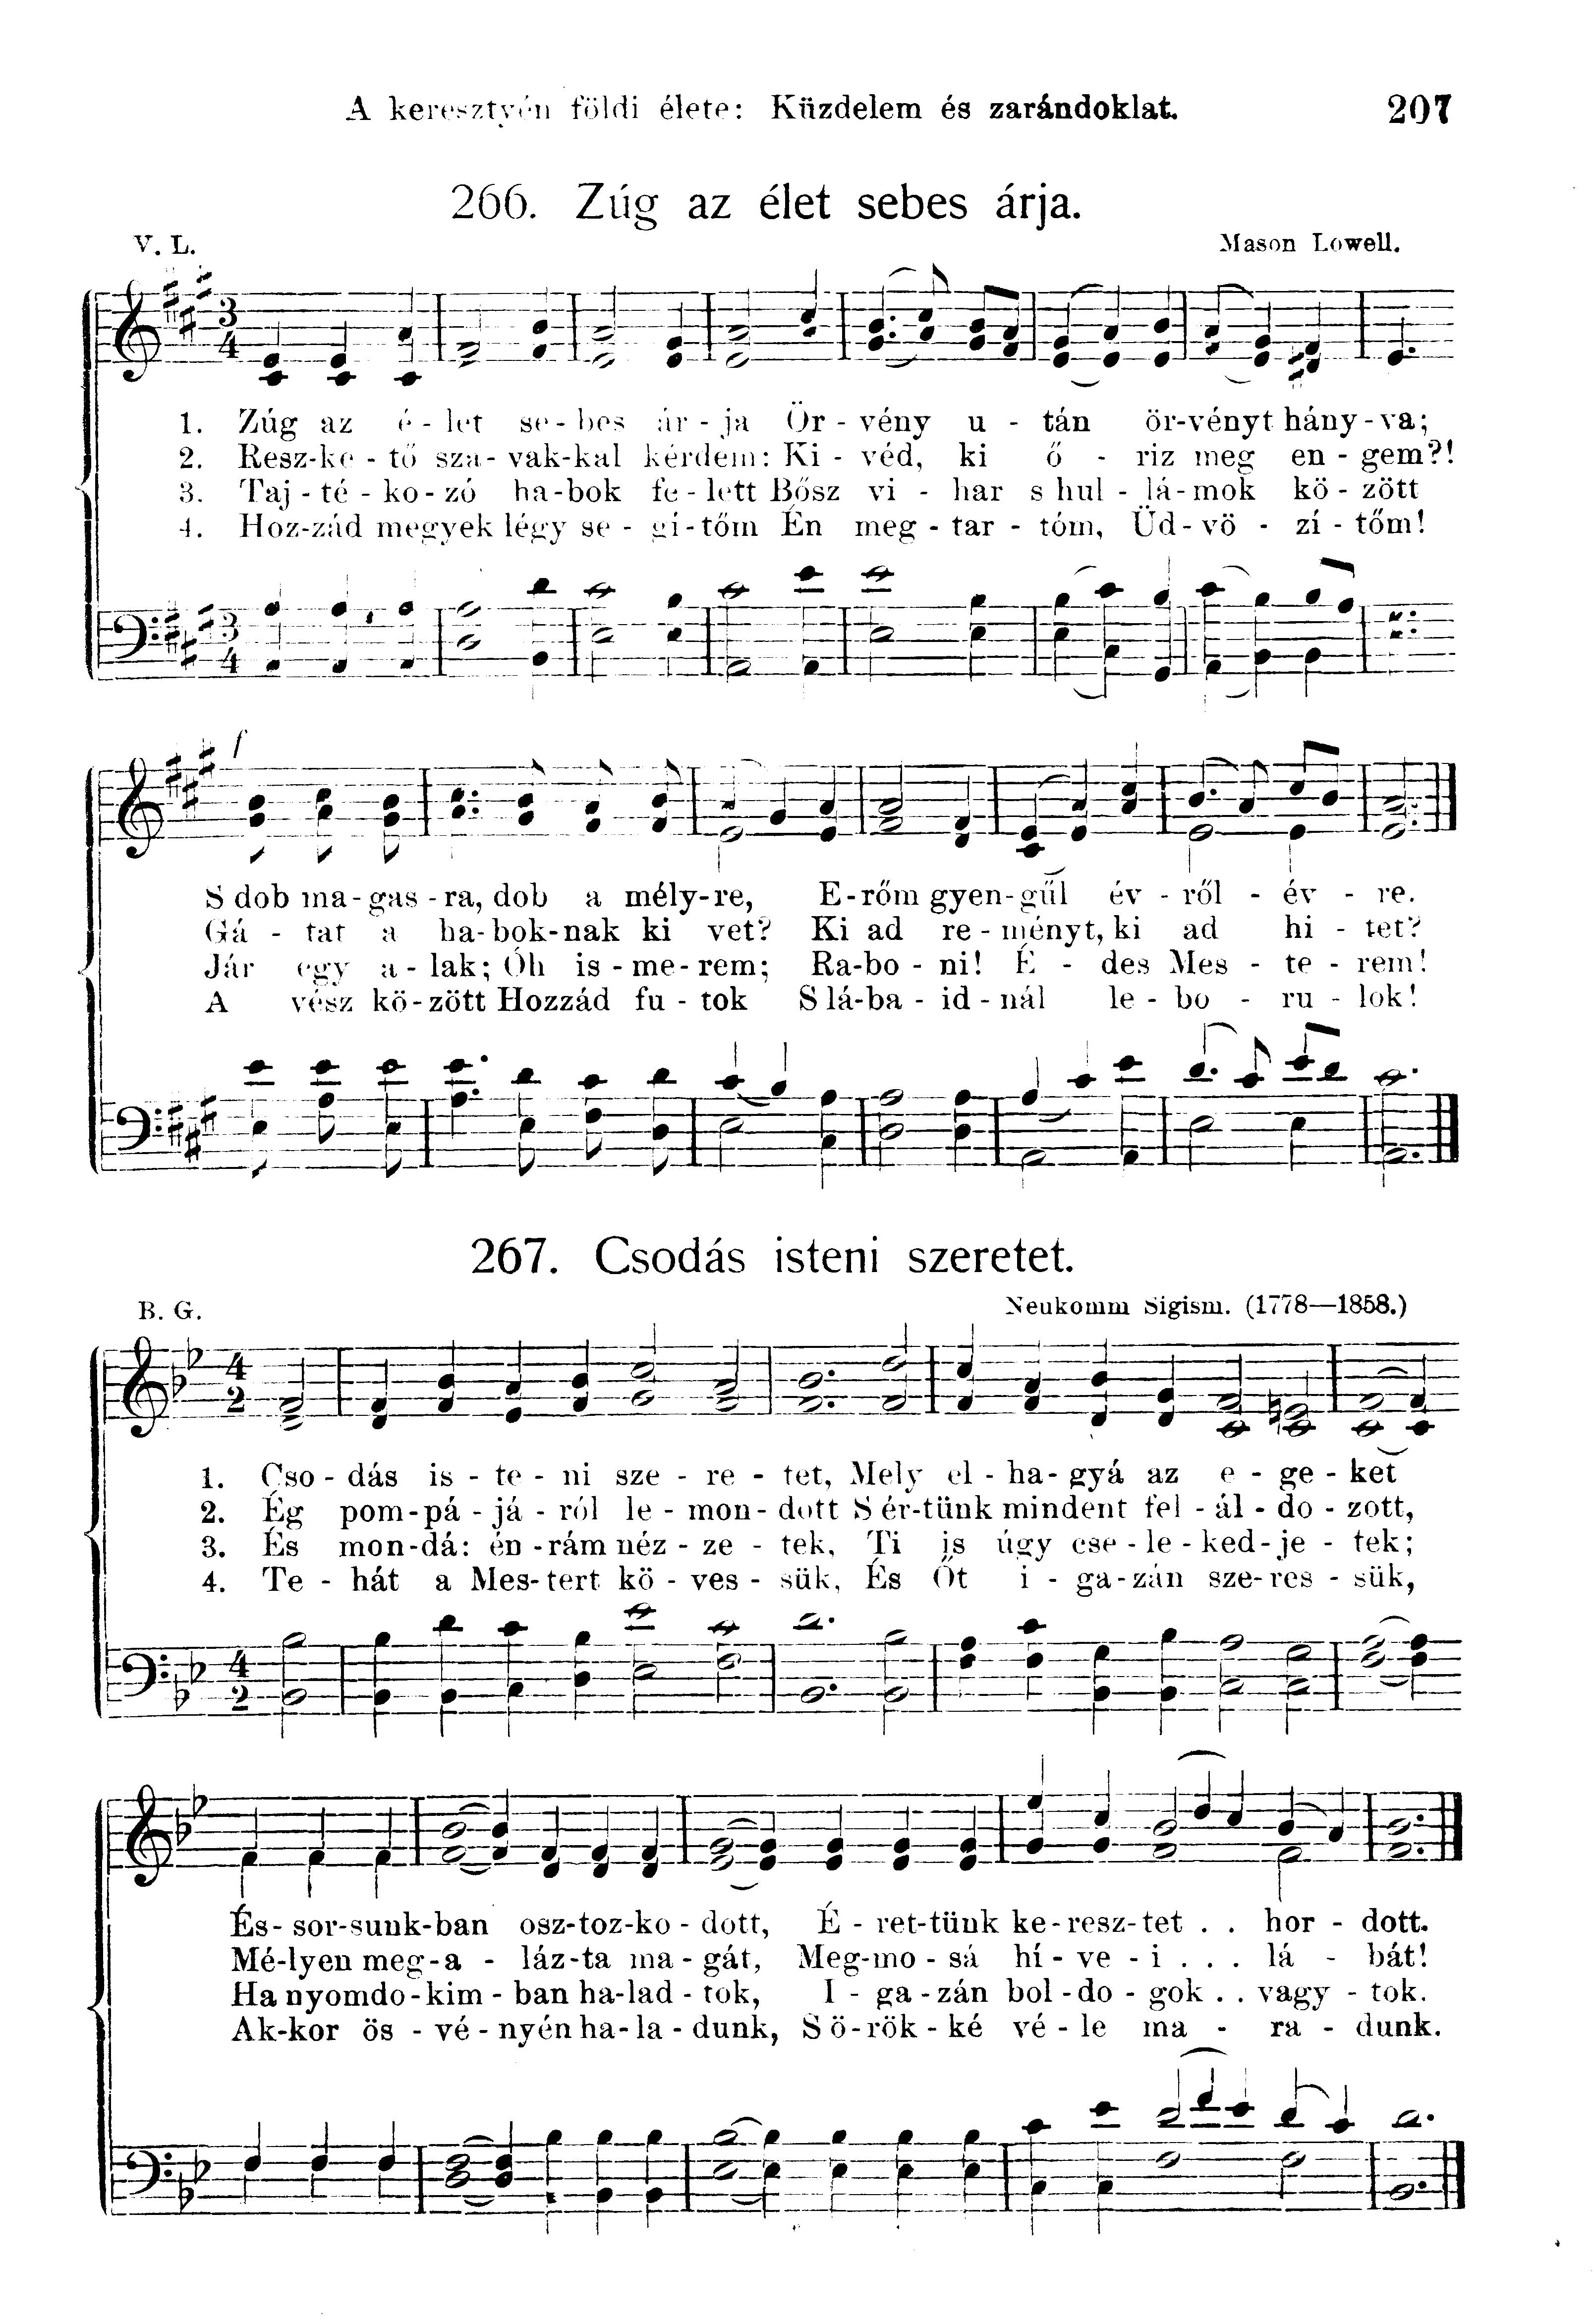 A keresztyén földi élete: Küzdelem és zarándoklat. 207
266. Zúg az élet sebes árja.
V. L. Mason Lowell.
3 4
1. Zúg az é-let se-bes ár-ja Ör-vény u-tán ör-vényt hány-va;
2. Resz-ke-tő sza-vak-kal kérdem: Ki-véd, ki ő-riz meg en-gem?!
3. Taj-té-ko-zó ha-bok fe-lett Bősz vi-har s hul-lá-mok kö-zött
4. Hoz-zád megyek légy se-gí-tőm Én meg-tar-tóm, Üd-vö-zí-tőm!
3 4
f
S dob ma-gas-ra, dob a mély-re, E-rőm gyen-gűl év-ről-év-re.
Gá-tat a ha-bok-nak ki vet? Ki ad re-ményt, ki ad hi-tet?
Jár egy a-lak; Óh is-me-rem; Ra-bo-ni! É-des Mes-te-rem!
A vész kö-zött Hozzád fu-tok S lá-ba-id-nál le-bo-ru-lok!
267. Csodás isteni szeretet.
B. G. Neukomm Sigism. (1778—1858.)
4 2
1. Cso-dás is-te-ni sze-re-tet, Mely el-ha-gyá az e-ge-ket
2. Ég pom-pá-já-ról le-mon-dott S ér-tünk mindent fel-ál-do-zott,
3. És mon-dá: én-rám néz-ze-tek, Ti is úgy cse-le-ked-je-tek;
4. Te-hát a Mes-tert kö-ves-sük, És Őt i-ga-zán sze-res-sük,
4 2
És-sor-sunk-ban osz-toz-ko-dott, É-ret-tünk ke-resz-tet . . hor-dott.
Mé-lyen meg-a-láz-ta ma-gát, Meg-mo-sá hí-ve-i . . . lá-bát!
Ha nyomdo-kim-ban ha-lad-tok, I-ga-zán bol-do-gok . . vagy-tok.
Ak-kor ös-vé-nyén ha-la-dunk, S ö-rök-ké vé-le ma-ra-dunk.